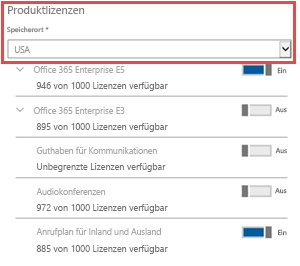 Produktlizenzen
Speicherort *
USA
Office 365 Enterprise E5
Ein
946 von 1000 Lizenzen verfügbar
Office 365 Enterprise E3
Aus
895 von 1000 Lizenzen verfügbar
Guthaben für Kommunikationen
Aus
Unbegrenzte Lizenzen verfügbar
Audiokonferenzen
Aus
972 von 1000 Lizenzen verfügbar
Anrufplan für Inland und Ausland
Ein
885 von 1000 Lizenzen verfügbar